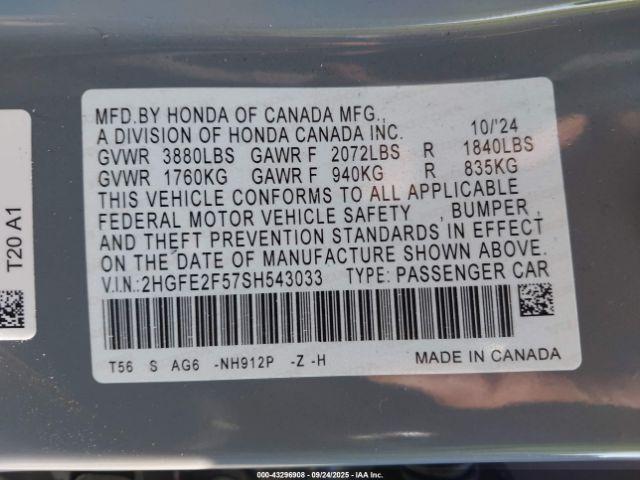 MFD.BY HONDA OF CANADA MFG.,
A DIVISION OF HONDA CANADA INC. 10/'24
GVWR 3880LBS GAWR F 2072LBS R 1840LBS
GVWR 1760KG GAWR F 940KG R 835KG
THIS VEHICLE CONFORMS TO ALL APPLICABLE
FEDERAL MOTOR VEHICLE SAFETY , BUMPER
AND THEFT PREVENTION STANDARDS IN EFFECT
ON THE DATE OF MANUFACTURE SHOWN ABOVE.
V.I.N.:2HGFE2F57SH543033 TYPE: PASSENGER CAR
T56 S AG6 -NH912P -Z -H MADE IN CANADA
T20 A1
000-43296908 | 09/24/2025 | IAA Inc.